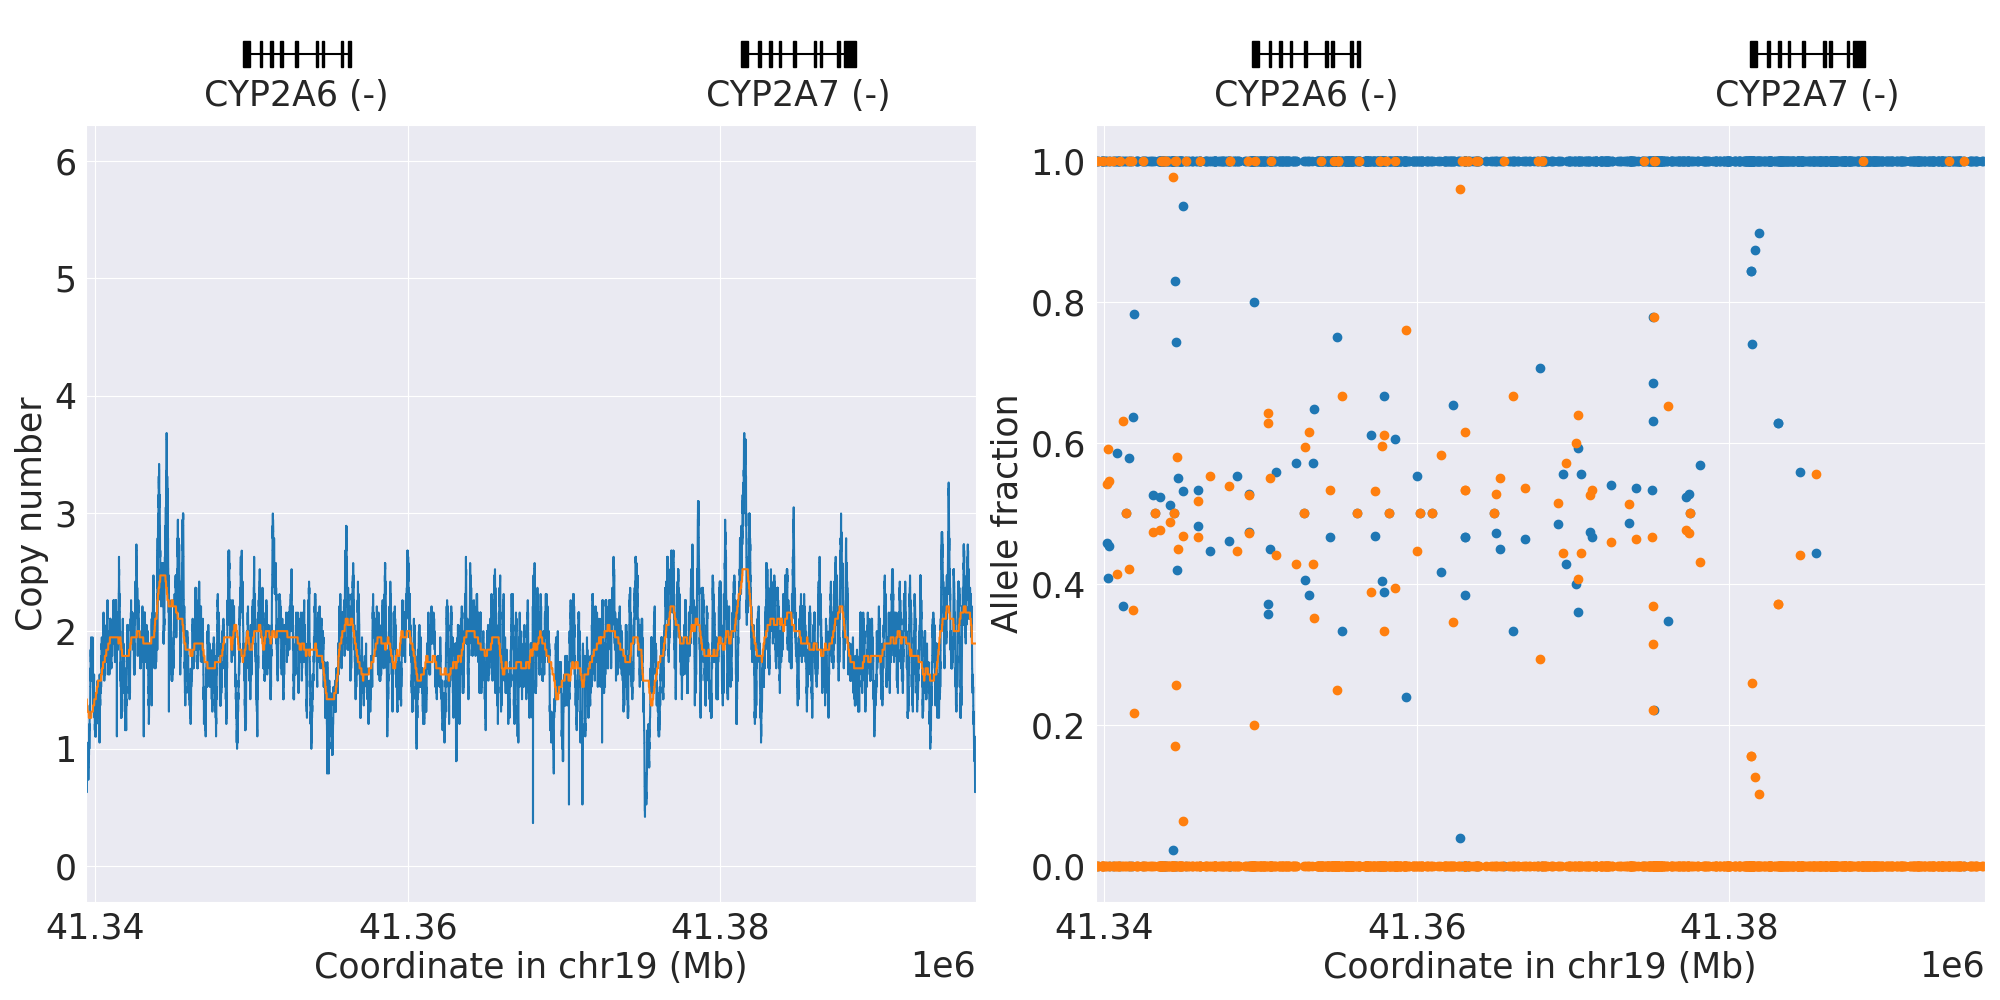 CYP2A6 (-)
CYP2A7 (-)
6
5
4
3
2
1
0
Copy number
41.34
41.36
41.38
Coordinate in chr19 (Mb)
1e6
CYP2A6 (-)
CYP2A7 (-)
1.0
0.8
0.6
0.4
0.2
0.0
Allele fraction
41.34
41.36
41.38
Coordinate in chr19 (Mb)
1e6